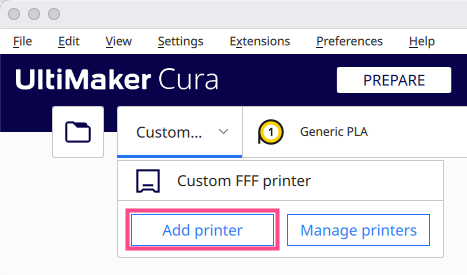 File Edit View Settings Extensions Preferences Help
UltiMaker Cura PREPARE
Custom... 1 Generic PLA
Custom FFF printer
Add printer Manage printers